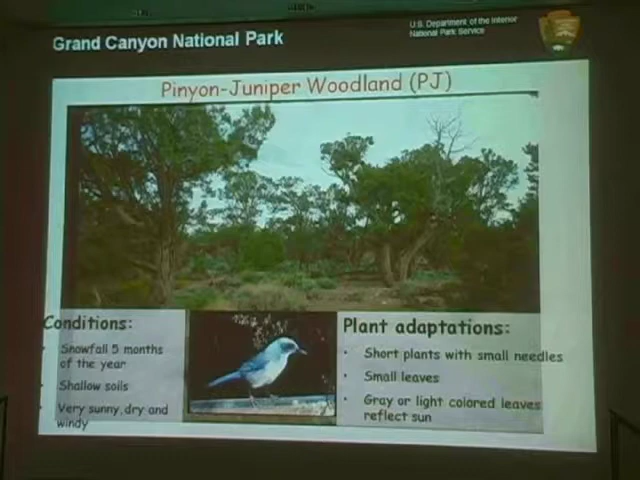 Grand Canyon National Park
U.S. Department of the Interior
National Park Service
Pinyon-Juniper Woodland (PJ)
Conditions:
Snowfall 5 months
of the year
Shallow soils
Very sunny, dry and
windy
Plant adaptations:
• Short plants with small needles
• Small leaves
• Gray or light colored leaves
reflect sun